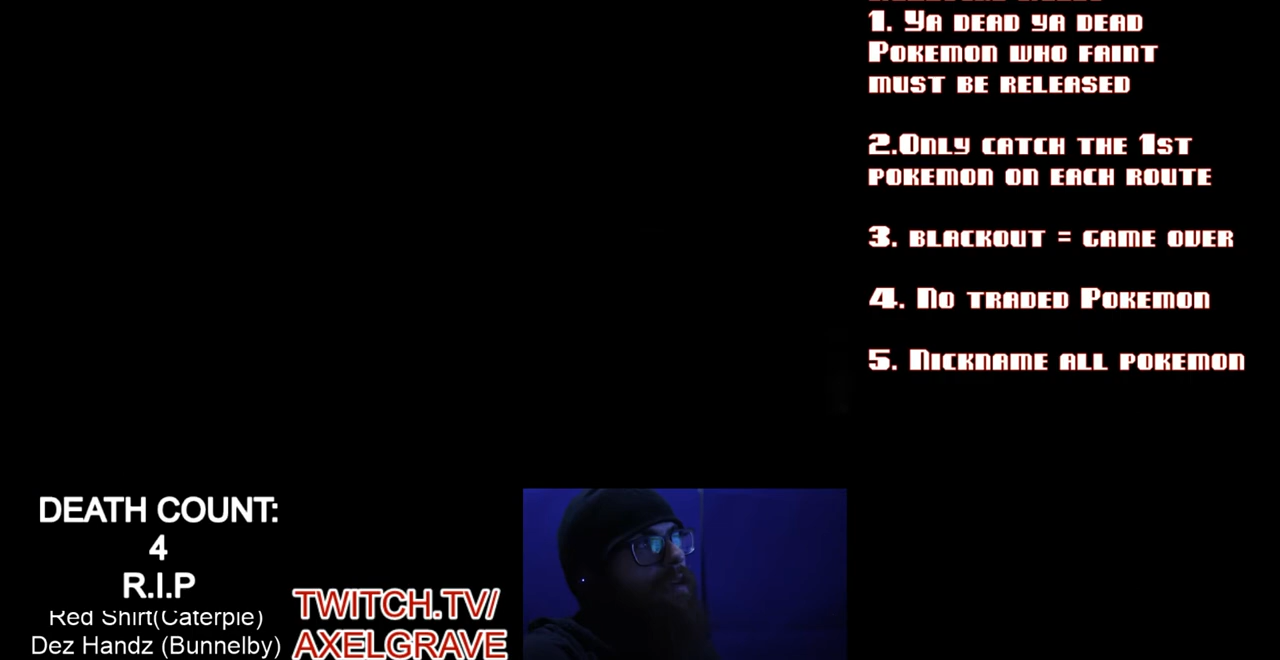 1. Ya dead ya dead
Pokemon who faint
must be released
2.Only catch the 1st
pokemon on each route
3. blackout = game over
4. No traded Pokemon
5. Nickname all pokemon
DEATH COUNT:
4
R.I.P
Red Shirt(Caterpie)
Dez Handz (Bunnelby)
TWITCH.TV/
AXELGRAVE